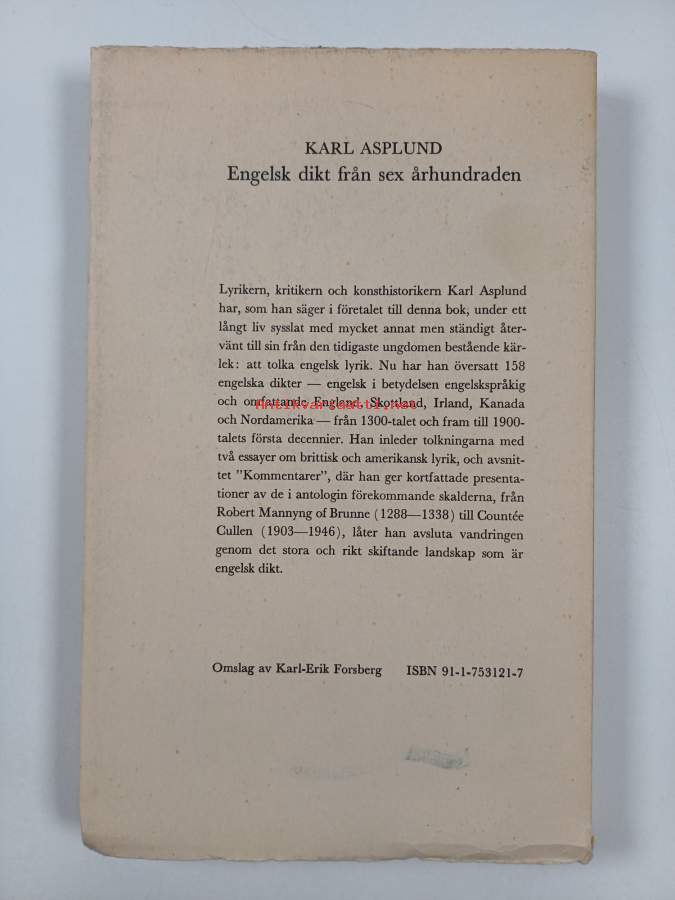 KARL ASPLUND
Engelsk dikt från sex århundraden
Lyrikern, kritikern och konsthistorikern Karl Asplund
har, som han säger i företalet till denna bok, under ett
långt liv sysslat med mycket annat men ständigt åter-
vänt till sin från den tidigaste ungdomen bestående kär-
lek: att tolka engelsk lyrik. Nu har han översatt 158
engelska dikter — engelsk i betydelsen engelskspråkig
och omfattande England, Skottland, Irland, Kanada
Antikvariaatti.net
och Nordamerika — från 1300-talet och fram till 1900-
talets första decennier. Han inleder tolkningarna med
två essayer om brittisk och amerikansk lyrik, och avsnit-
tet "Kommentarer", där han ger kortfattade presenta-
tioner av de i antologin förekommande skalderna, från
Robert Mannyng of Brunne (1288—1338) till Countée
Cullen (1903—1946), låter han avsluta vandringen
genom det stora och rikt skiftande landskap som är
engelsk dikt.
Omslag av Karl-Erik Forsberg ISBN 91-1-753121-7